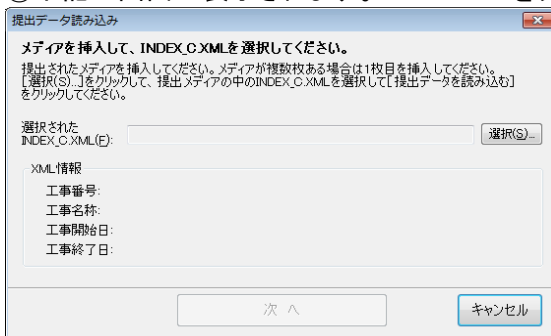 提出データ読み込み
メディアを挿入して、INDEX_C.XMLを選択してください。
提出されたメディアを挿入してください。メディアが複数枚ある場合は1枚目を挿入してください。
[選択(S)...]をクリックして、提出メディアの中のINDEX_C.XMLを選択して[提出データを読み込む]
をクリックしてください。
選択された
INDEX_C.XML(F):
選択(S)...
XML情報
工事番号:
工事名称:
工事開始日:
工事終了日:
次 へ
キャンセル